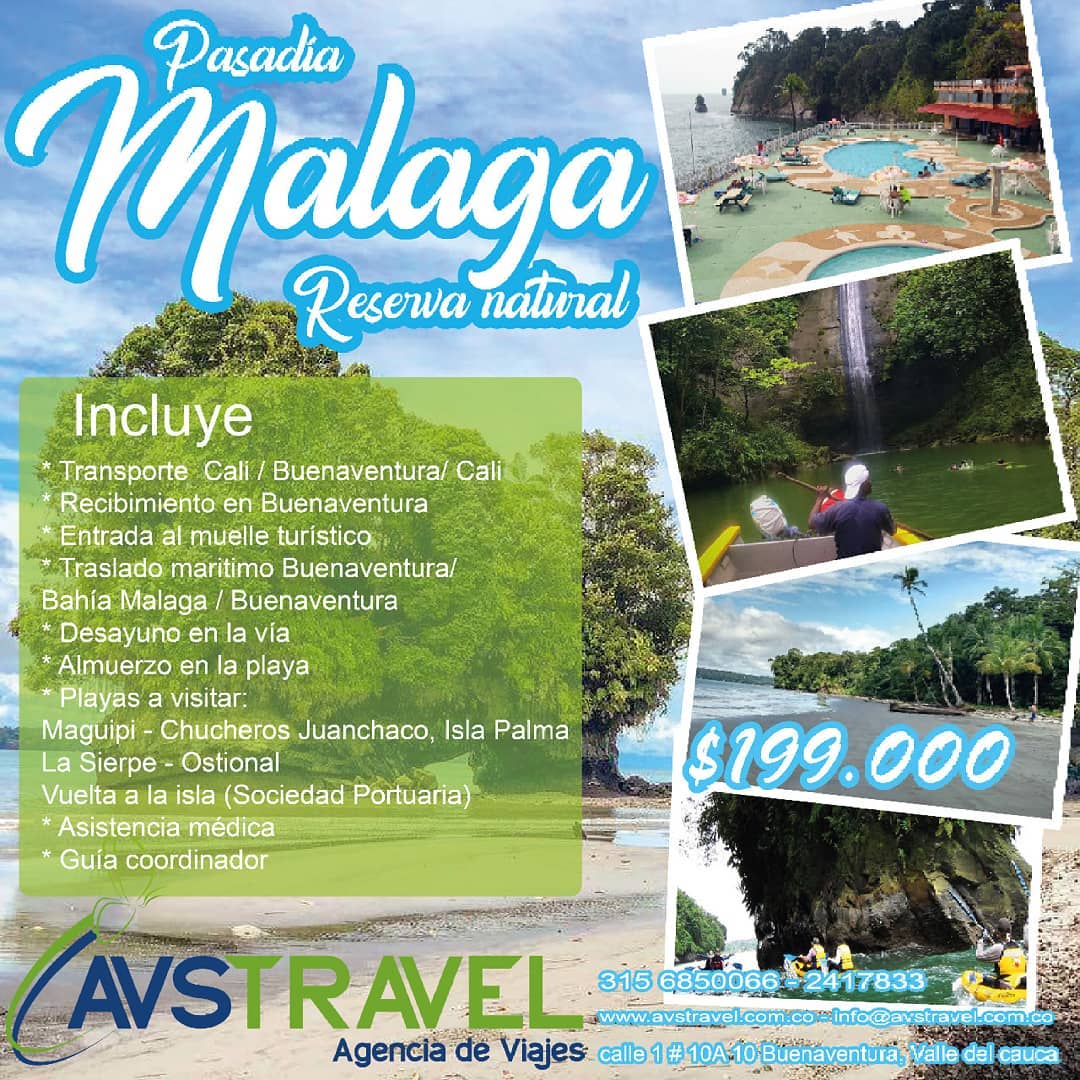 Pasadía
Malaga
Reserva natural
Incluye
* Transporte Cali / Buenaventura/ Cali
* Recibimiento en Buenaventura
* Entrada al muelle turístico
* Traslado maritimo Buenaventura/
Bahía Malaga / Buenaventura
* Desayuno en la vía
* Almuerzo en la playa
* Playas a visitar:
Maguipi - Chucheros Juanchaco, Isla Palma
La Sierpe - Ostional
Vuelta a la isla (Sociedad Portuaria)
* Asistencia médica
* Guía coordinador
$199.000
AVSTRAVEL
Agencia de Viajes
315 6850066 - 2417833
www.avstravel.com.co - info@avstravel.com.co
calle 1 # 10A 10 Buenaventura, Valle del cauca